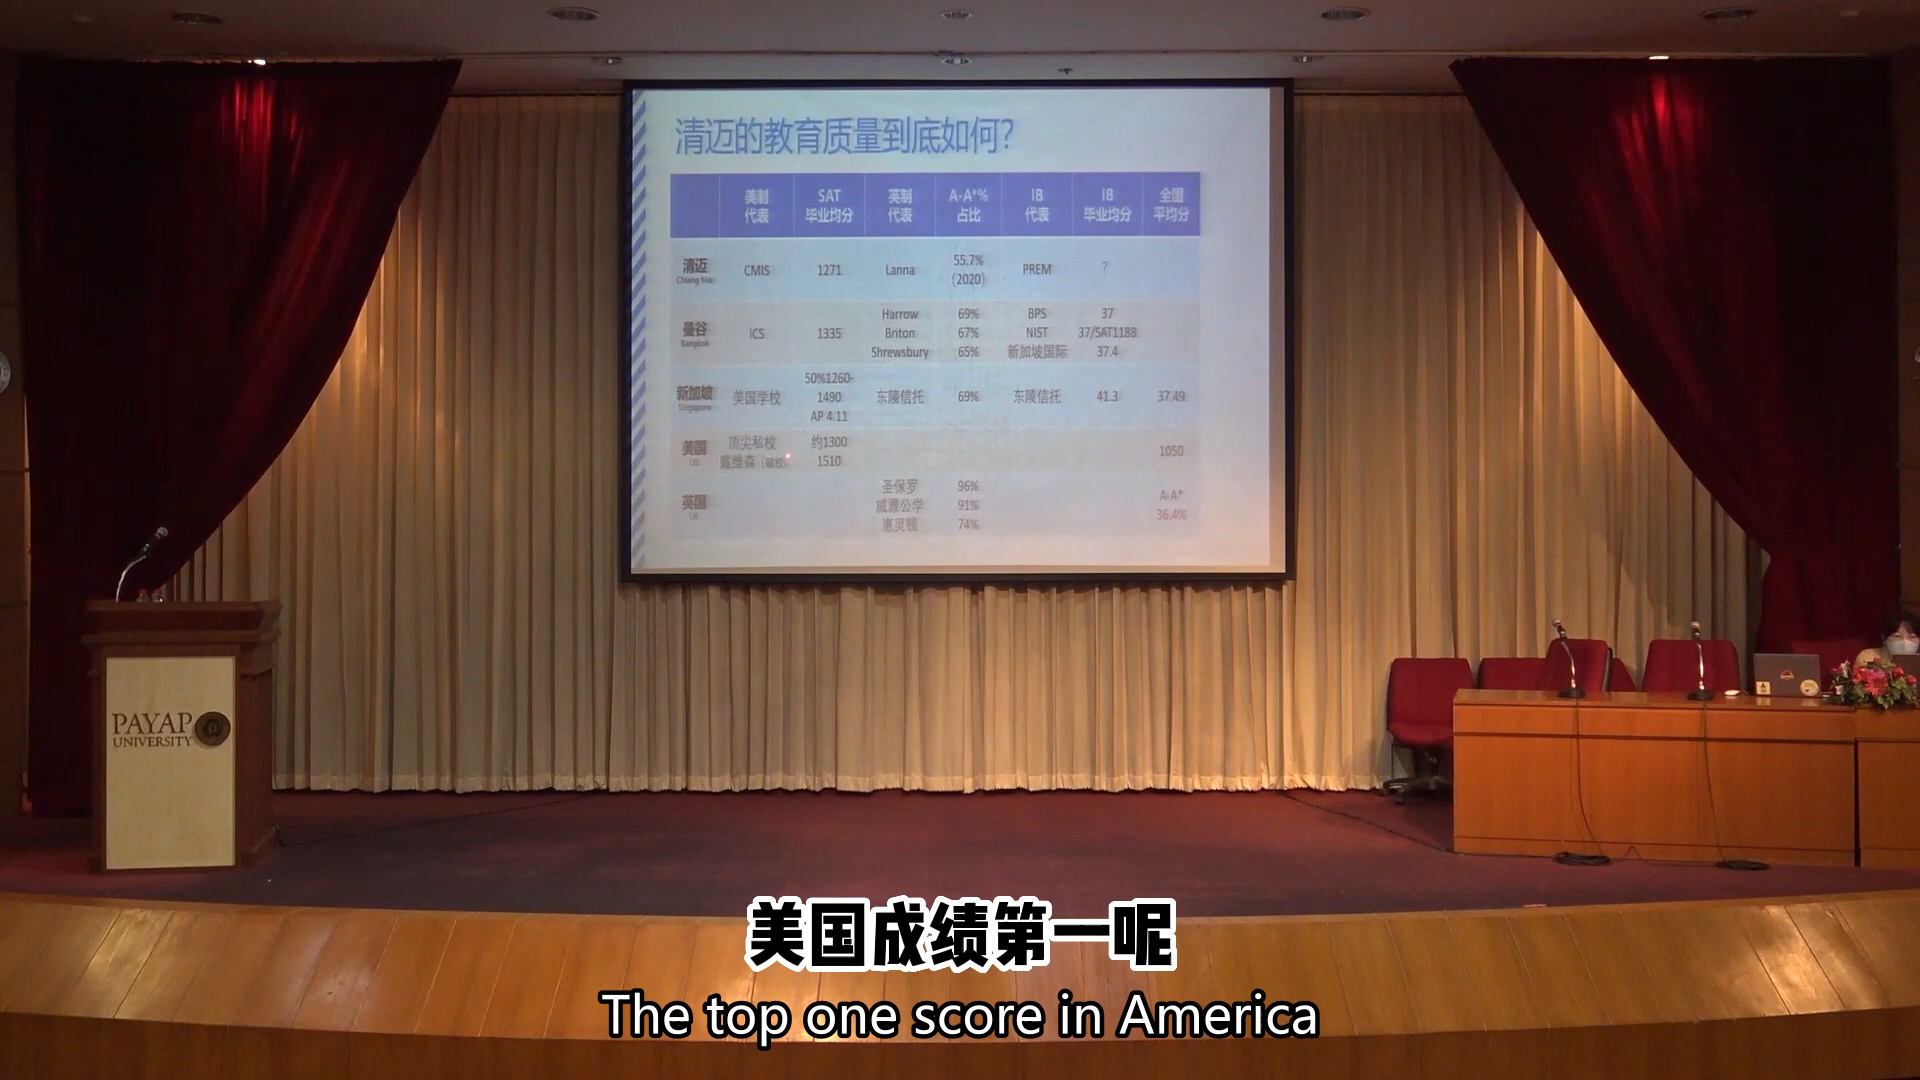 清迈的教育质量到底如何?
美制 SAT 英制 A-A*% IB IB 全国
代表 毕业均分 代表 占比 代表 毕业均分 平均分
清迈 CMIS 1271 Lanna 55.7% PREM ?
Chiang Mai (2020)
Harrow 69% BPS 37
曼谷 ICS 1335 Briton 67% NIST 37/SAT1188
Bangkok Shrewsbury 65% 新加坡国际 37.4
50%1260-
新加坡 美国学校 1490 东陵信托 69% 东陵信托 41.3 37.49
Singapore AP 4.11
美国 顶尖私校 约1300 1050
US 戴维森 (磁校) 1510
圣保罗 96% A-A*
英国 威雅公学 91% 36.4%
UK 惠灵顿 74%
PAYAP
UNIVERSITY
美国成绩第一呢
The top one score in America